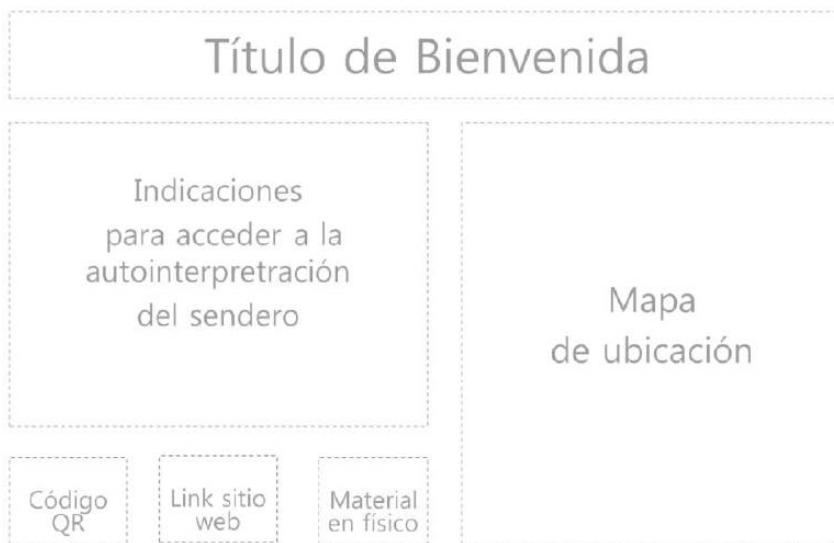 Título de Bienvenida
Indicaciones
para acceder a la
autointerpretración
del sendero
Mapa
de ubicación
Código
QR
Link sitio
web
Material
en físico